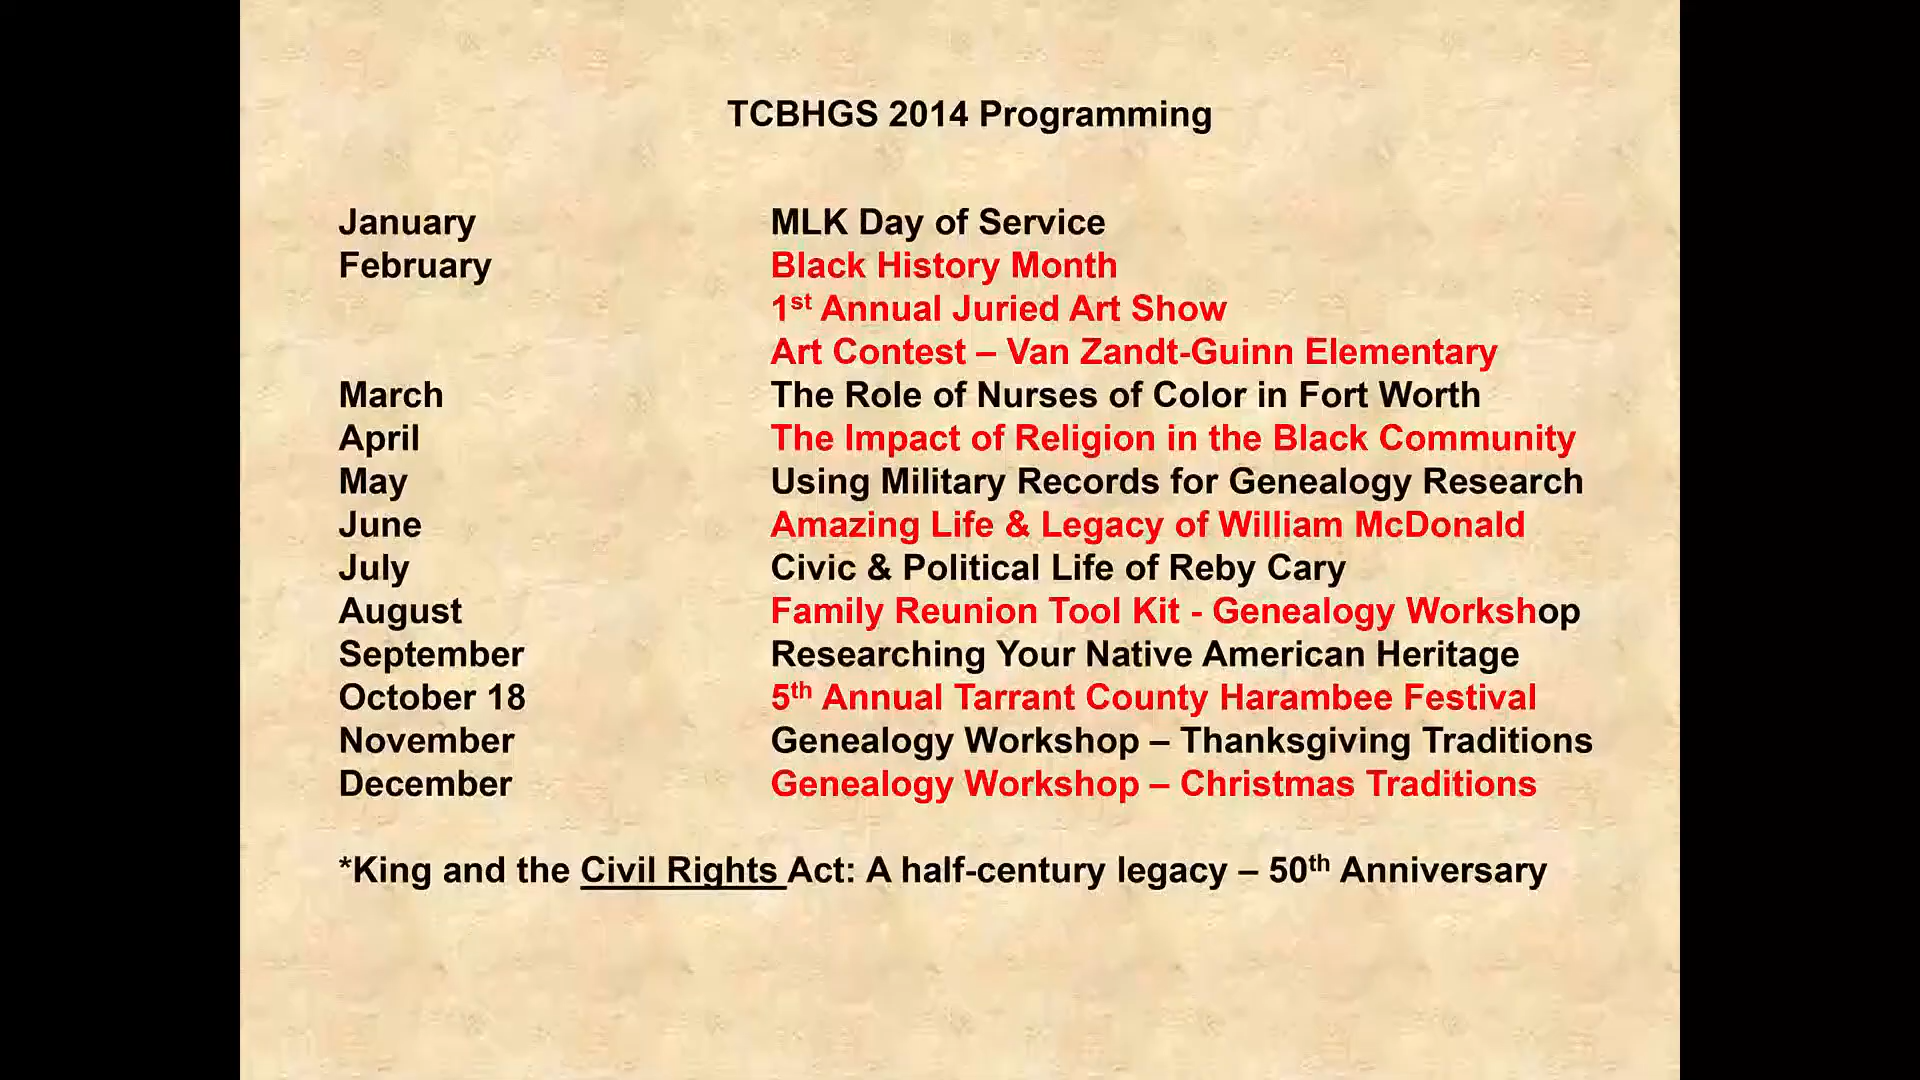 TCBHGS 2014 Programming
January MLK Day of Service
February Black History Month
1st Annual Juried Art Show
Art Contest – Van Zandt-Guinn Elementary
March The Role of Nurses of Color in Fort Worth
April The Impact of Religion in the Black Community
May Using Military Records for Genealogy Research
June Amazing Life & Legacy of William McDonald
July Civic & Political Life of Reby Cary
August Family Reunion Tool Kit - Genealogy Workshop
September Researching Your Native American Heritage
October 18 5th Annual Tarrant County Harambee Festival
November Genealogy Workshop – Thanksgiving Traditions
December Genealogy Workshop – Christmas Traditions
*King and the Civil Rights Act: A half-century legacy – 50th Anniversary